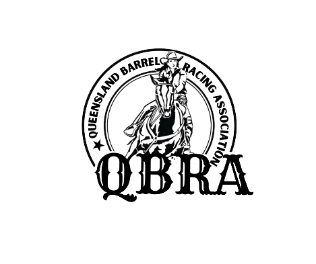 ★ QUEENSLAND BARREL RACING ASSOCIATION
QBRA